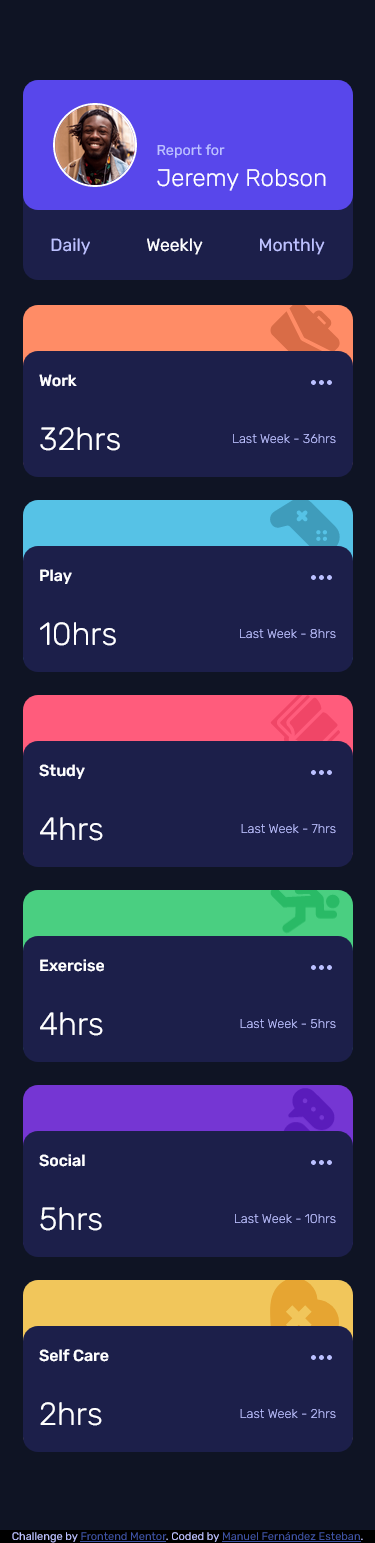 Report for
Jeremy Robson
Daily Weekly Monthly
Work
32hrs Last Week - 36hrs
Play
10hrs Last Week - 8hrs
Study
4hrs Last Week - 7hrs
Exercise
4hrs Last Week - 5hrs
Social
5hrs Last Week - 10hrs
Self Care
2hrs Last Week - 2hrs
Challenge by Frontend Mentor. Coded by Manuel Fernández Esteban.